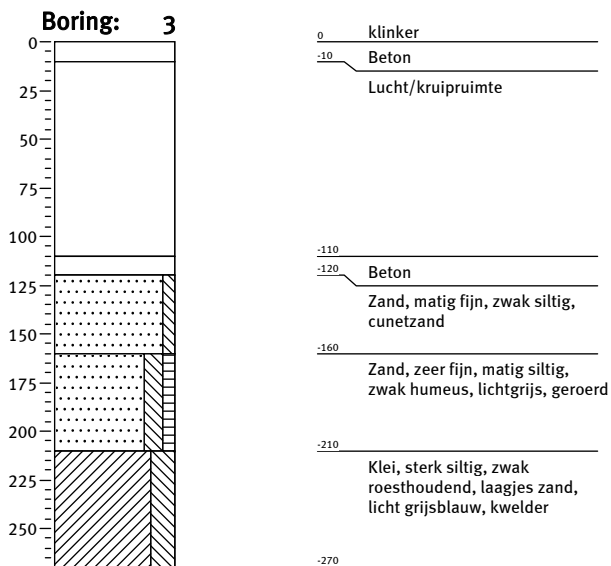 Boring: 3
0
25
50
75
100
125
150
175
200
225
250
0
klinker
-10
Beton
Lucht/kruipruimte
-110
-120
Beton
Zand, matig fijn, zwak siltig,
cunetzand
-160
Zand, zeer fijn, matig siltig,
zwak humeus, lichtgrijs, geroerd
-210
Klei, sterk siltig, zwak
roesthoudend, laagjes zand,
licht grijsblauw, kwelder
-270